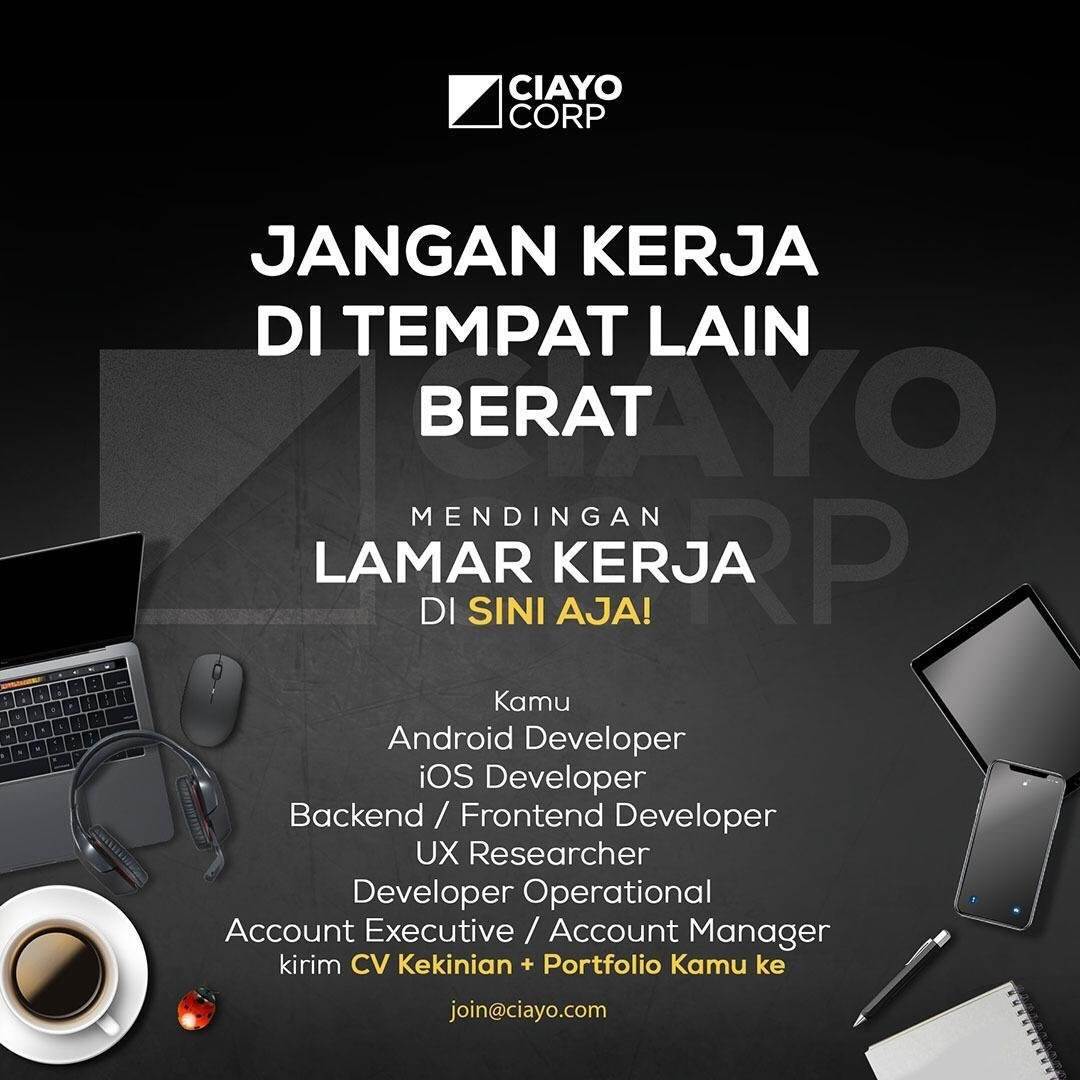 CIAYO
CORP
JANGAN KERJA
DI TEMPAT LAIN
BERAT
CIAYO
CORP
MENDINGAN
LAMAR KERJA
DI SINI AJA!
Kamu
Android Developer
iOS Developer
Backend / Frontend Developer
UX Researcher
Developer Operational
Account Executive / Account Manager
kirim CV Kekinian + Portfolio Kamu ke
join@ciayo.com